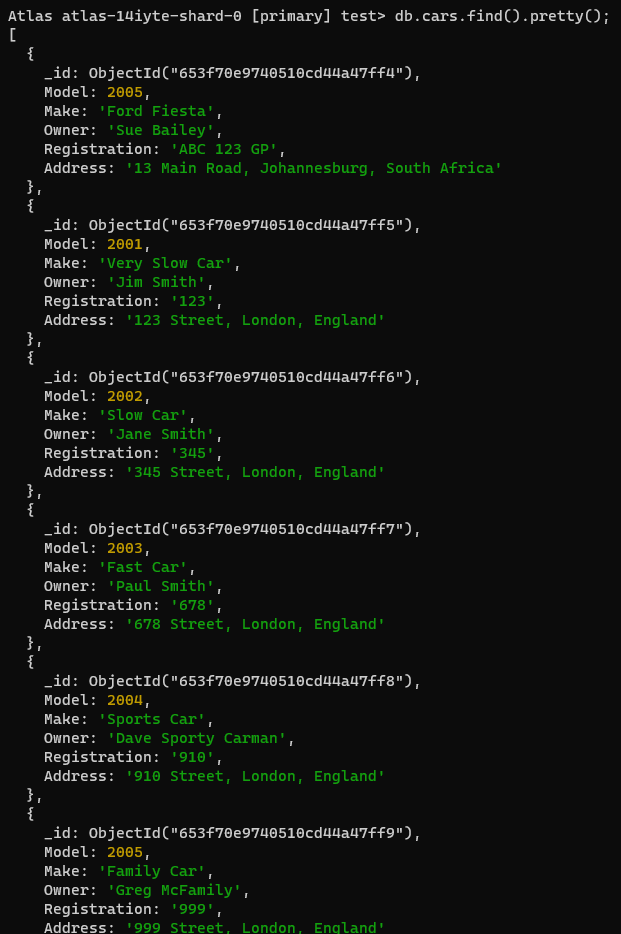 Atlas atlas-14iyte-shard-0 [primary] test> db.cars.find().pretty();
[
  {
    _id: ObjectId("653f70e9740510cd44a47ff4"),
    Model: 2005,
    Make: 'Ford Fiesta',
    Owner: 'Sue Bailey',
    Registration: 'ABC 123 GP',
    Address: '13 Main Road, Johannesburg, South Africa'
  },
  {
    _id: ObjectId("653f70e9740510cd44a47ff5"),
    Model: 2001,
    Make: 'Very Slow Car',
    Owner: 'Jim Smith',
    Registration: '123',
    Address: '123 Street, London, England'
  },
  {
    _id: ObjectId("653f70e9740510cd44a47ff6"),
    Model: 2002,
    Make: 'Slow Car',
    Owner: 'Jane Smith',
    Registration: '345',
    Address: '345 Street, London, England'
  },
  {
    _id: ObjectId("653f70e9740510cd44a47ff7"),
    Model: 2003,
    Make: 'Fast Car',
    Owner: 'Paul Smith',
    Registration: '678',
    Address: '678 Street, London, England'
  },
  {
    _id: ObjectId("653f70e9740510cd44a47ff8"),
    Model: 2004,
    Make: 'Sports Car',
    Owner: 'Dave Sporty Carman',
    Registration: '910',
    Address: '910 Street, London, England'
  },
  {
    _id: ObjectId("653f70e9740510cd44a47ff9"),
    Model: 2005,
    Make: 'Family Car',
    Owner: 'Greg McFamily',
    Registration: '999',
    Address: '999 Street, London, England'